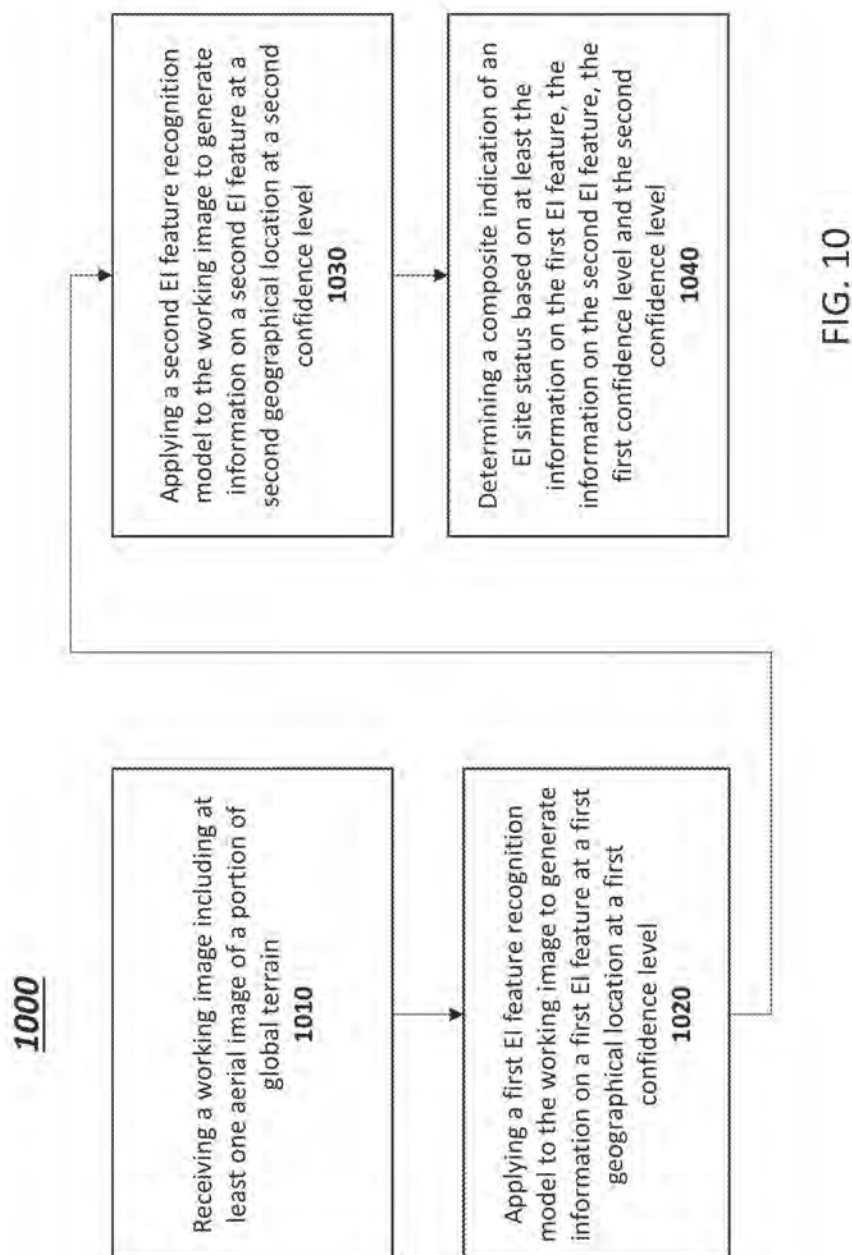 1000
Receiving a working image including at
least one aerial image of a portion of
global terrain
1010
Applying a first EI feature recognition
model to the working image to generate
information on a first EI feature at a first
geographical location at a first
confidence level
1020
Applying a second EI feature recognition
model to the working image to generate
information on a second EI feature at a
second geographical location at a second
confidence level
1030
Determining a composite indication of an
EI site status based on at least the
information on the first EI feature, the
information on the second EI feature, the
first confidence level and the second
confidence level
1040
FIG. 10